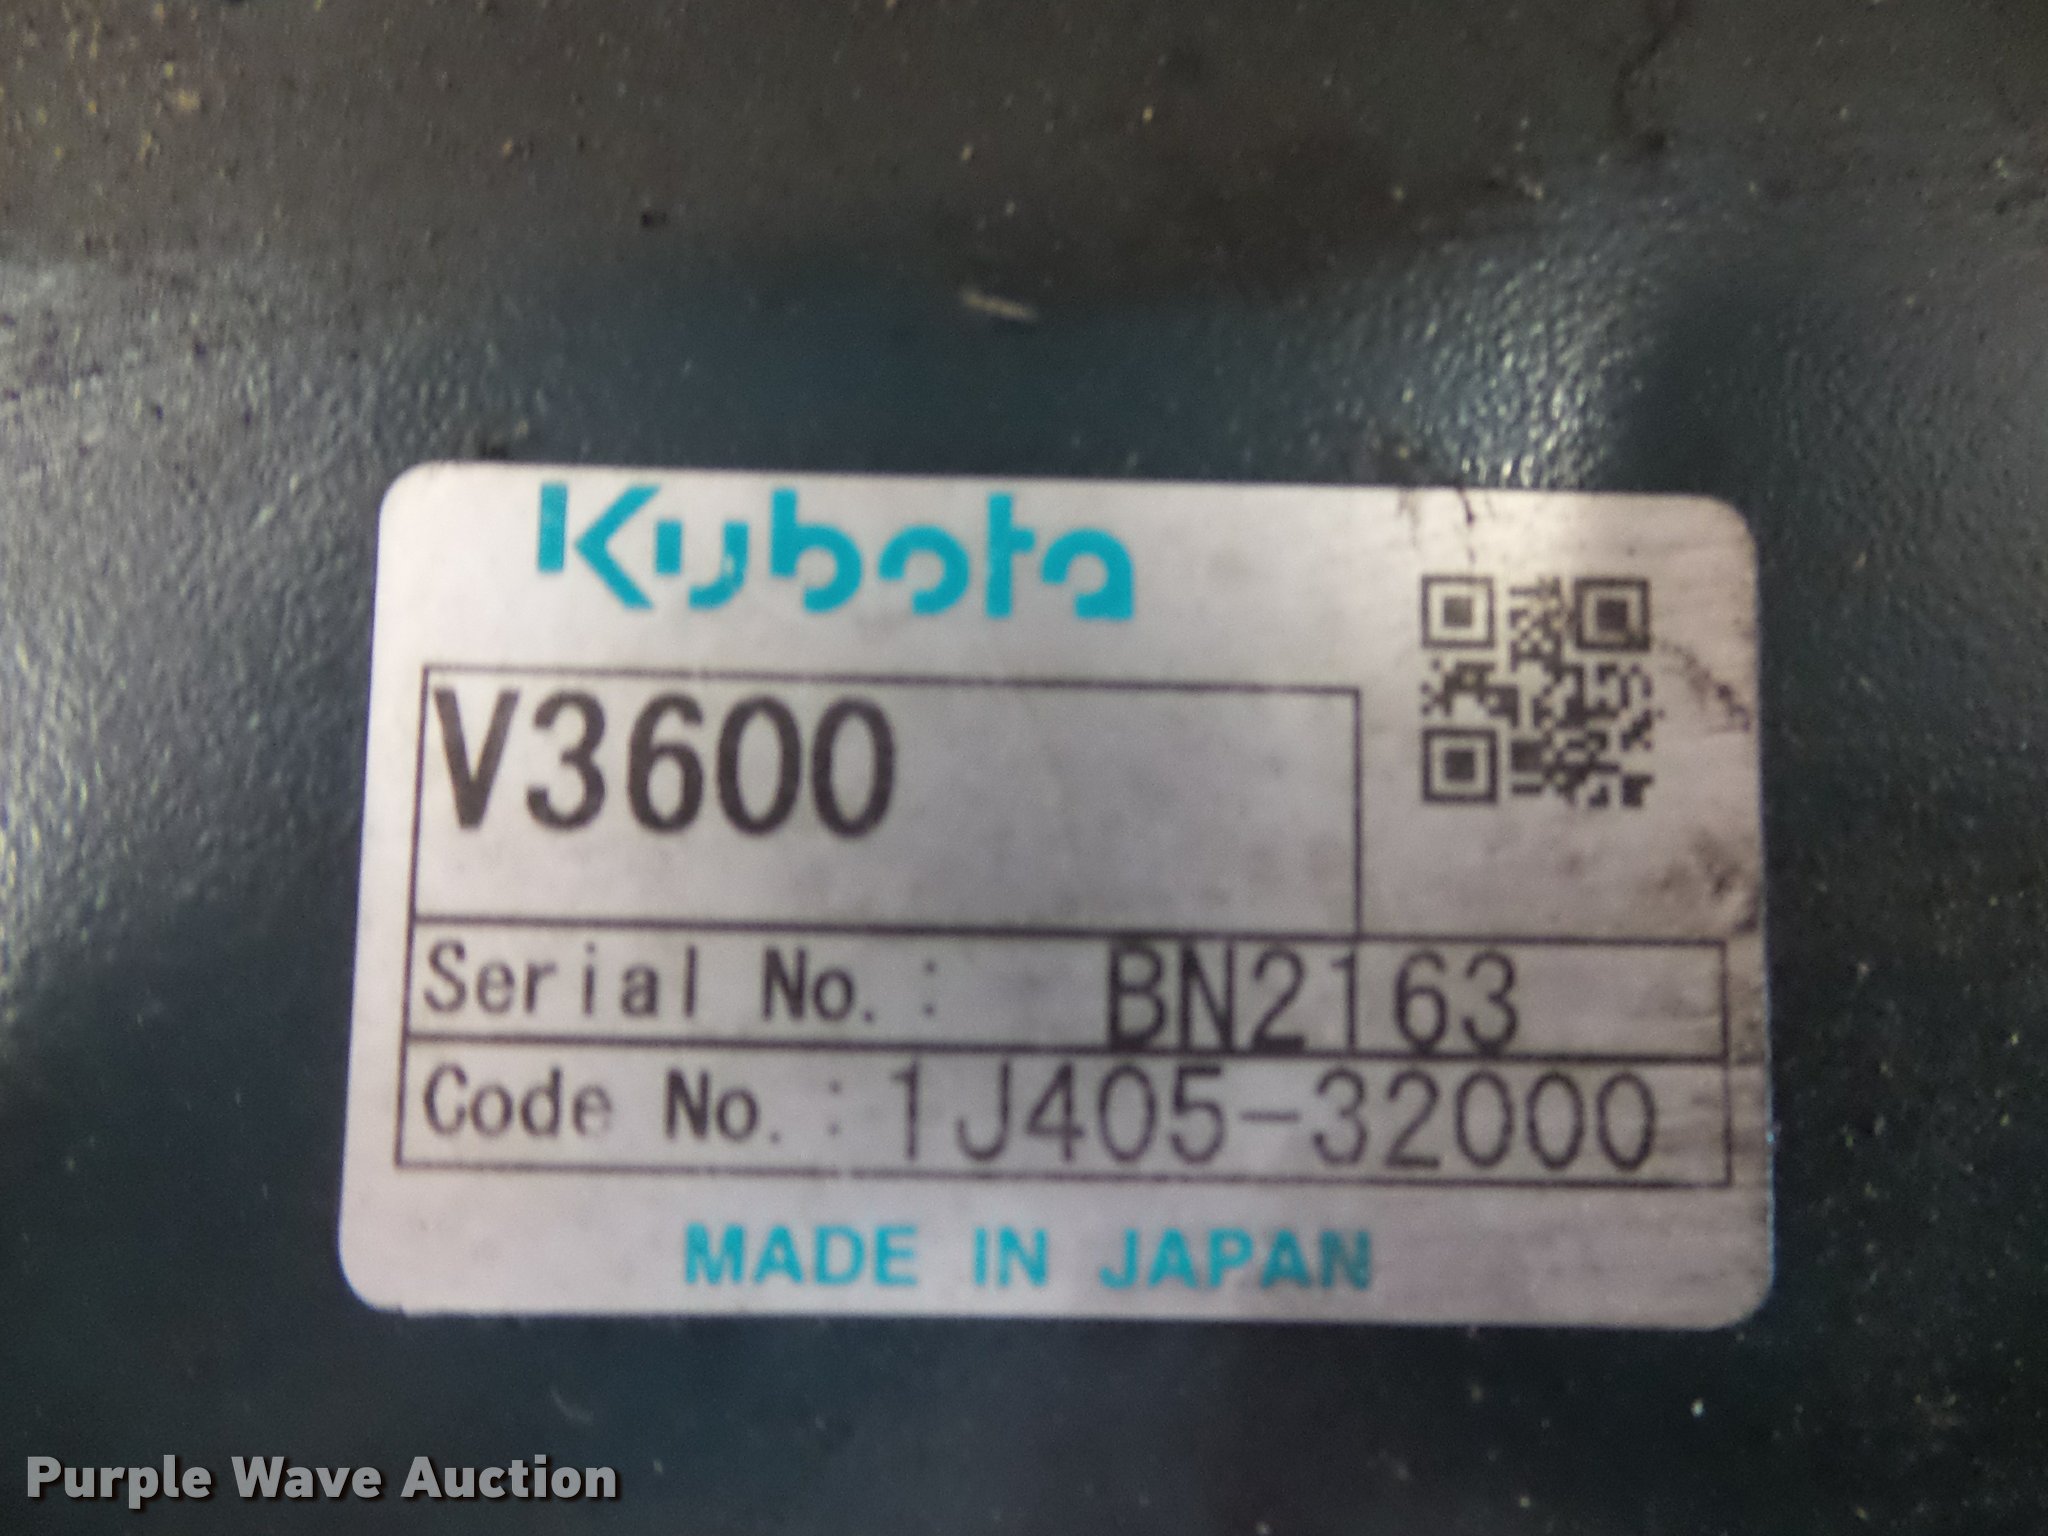 Kubota
V3600
Serial No.: BN2163
Code No.: 1J405-32000
MADE IN JAPAN
Purple Wave Auction